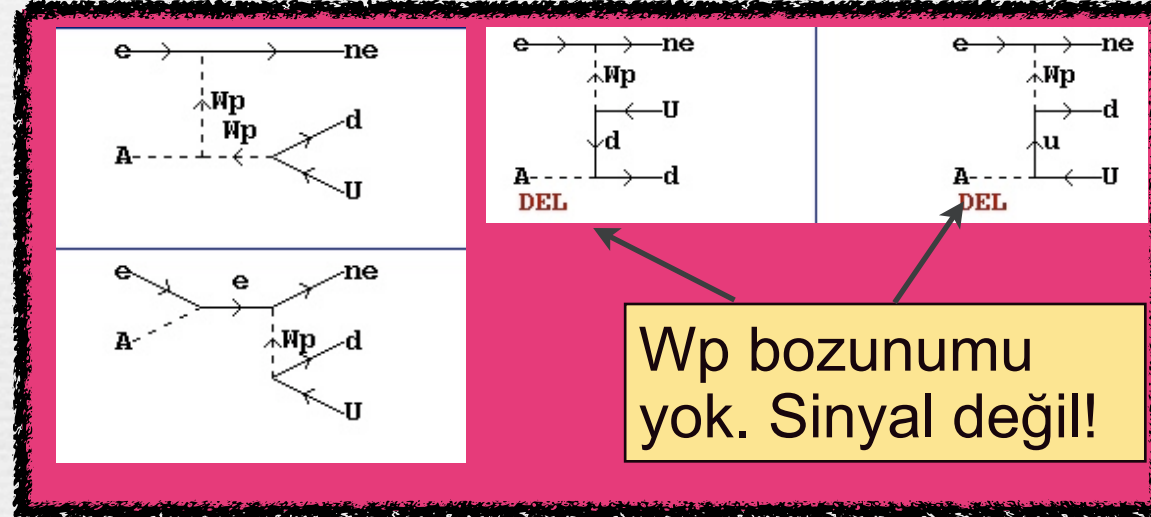 e ne
Wp
Wp
d
A
U
e ne
Wp
U
d
A d
DEL
e ne
Wp
d
u
A U
DEL
e ne
e
A Wp d
U
Wp bozunumu
yok. Sinyal değil!